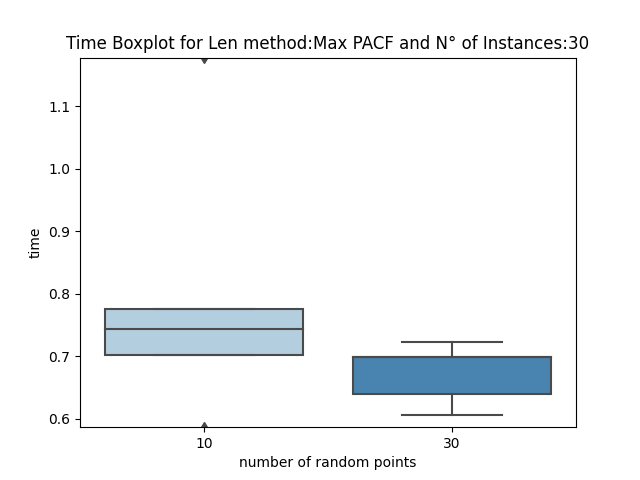 Time Boxplot for Len method:Max PACF and N° of Instances:30
1.1
1.0
0.9
0.8
0.7
0.6
time
10
30
number of random points